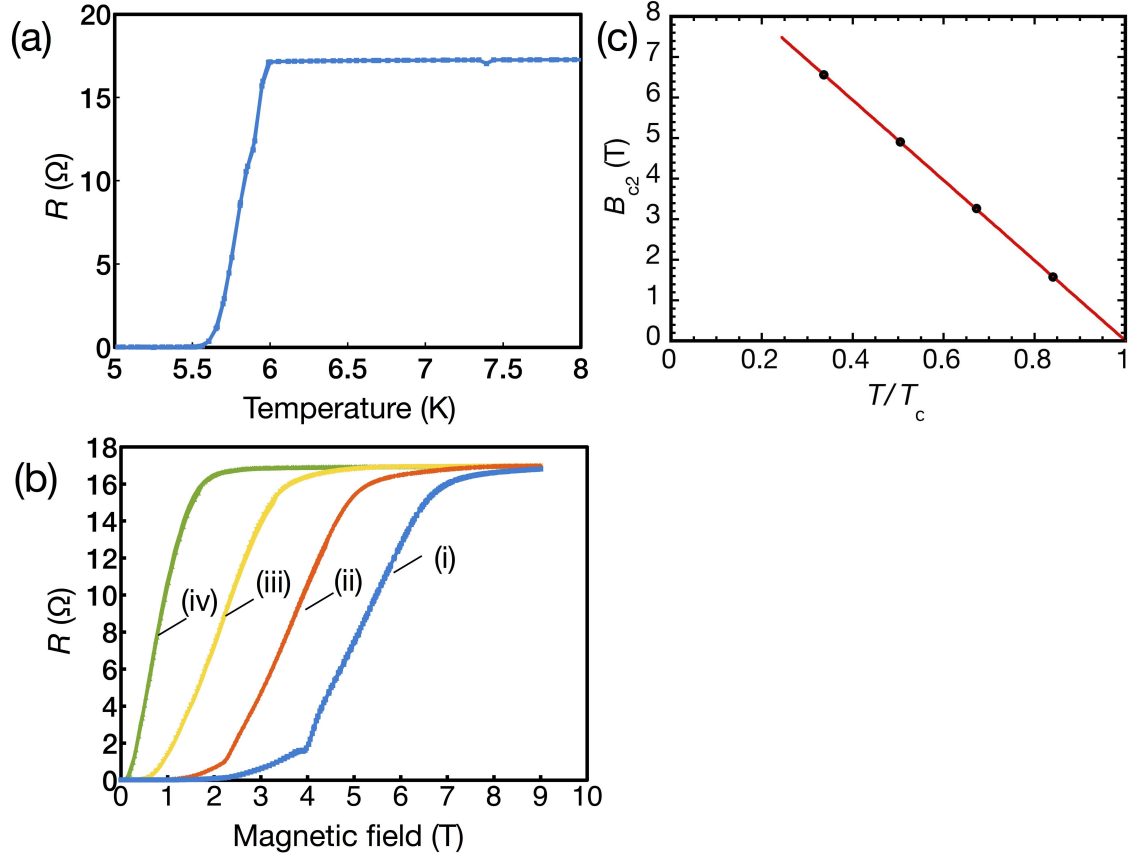 (a)
20
15
10
5
0
R (Ω)
5 5.5 6 6.5 7 7.5 8
Temperature (K)
(c)
8
7
6
5
4
3
2
1
0
B c2 (T)
0 0.2 0.4 0.6 0.8 1
T/T c
(b)
18
16
14
12
10
8
6
4
2
0
R (Ω)
(i)
(ii)
(iii)
(iv)
0 1 2 3 4 5 6 7 8 9 10
Magnetic field (T)